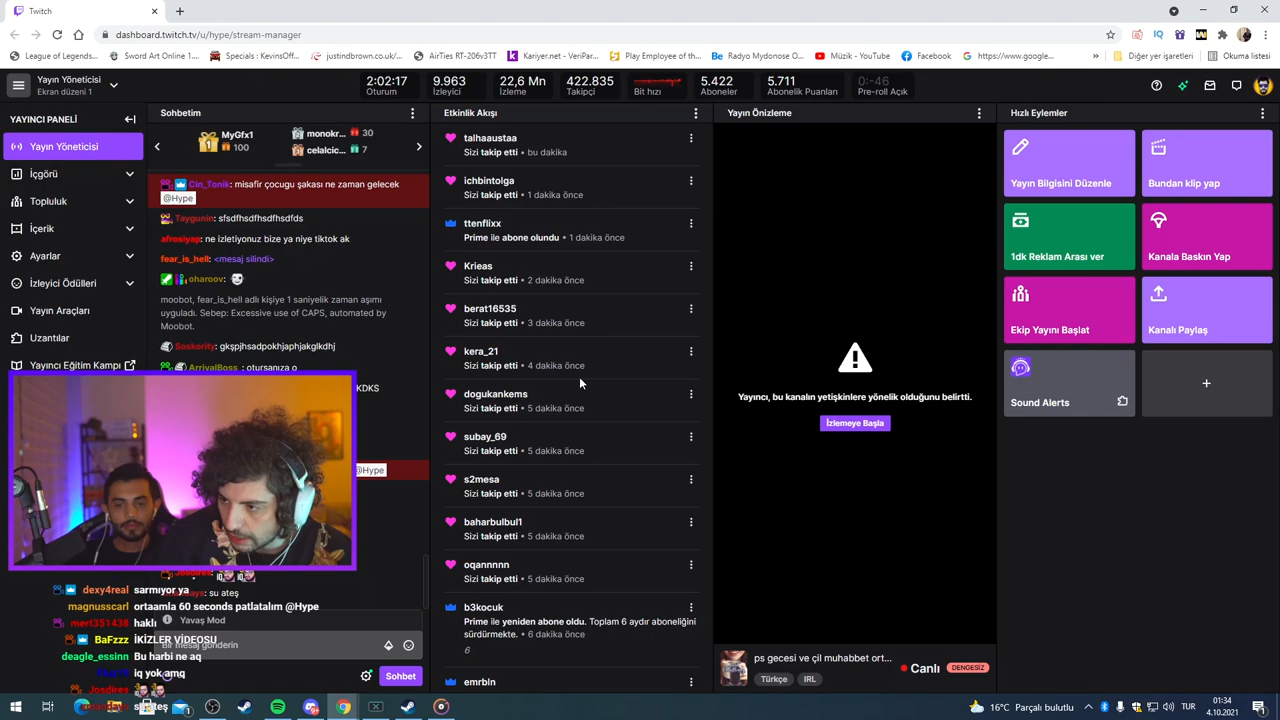 Twitch
dashboard.twitch.tv/u/hype/stream-manager
League of Legends...
Sword Art Online 1...
Specials : KevinsOff...
justindbrown.co.uk/...
AirTies RT-206v3TT
Kariyer.net - VeriPar...
Play Employee of th...
Radyo Mydonose O...
Müzik - YouTube
Facebook
https://www.google...
Diğer yer işaretleri
Okuma listesi
Yayın Yöneticisi
Ekran düzeni 1
2:02:17
Oturum
9.963
İzleyici
22,6 Mn
İzleme
422.835
Takipçi
Bit hızı
5.422
Aboneler
5.711
Abonelik Puanları
0:-46
Pre-roll Açık
YAYINCI PANELİ
Yayın Yöneticisi
İçgörü
Topluluk
İçerik
Ayarlar
İzleyici Ödülleri
Yayın Araçları
Uzantılar
Yayıncı Eğitim Kampı
Sohbetim
MyGfx1
100
monokr... 30
celalcic... 7
Cin_Tonik: misafir çocugu şakası ne zaman gelecek
@Hype
Taygunin: sfsdfhsdfhsdfhsdfds
afrosiyap: ne izletiyonuz bize ya niye tiktok ak
fear_is_hell: <mesaj silindi>
oharoov:
moobot, fear_is_hell adlı kişiye 1 saniyelik zaman aşımı
uyguladı. Sebep: Excessive use of CAPS, automated by
Moobot.
Soskority: gkşpjhsadpokhjaphjakglkdhj
ArrivalBoss: otursanıza o
KDKS
@Hype
Josdires:
su ateş
Yavaş Mod
Bir mesaj gönderin
Sohbet
dexy4real sarmıyor ya
magnusscarl ortaamla 60 seconds patlatalım @Hype
mert351438 haklı
BaFzzz İKİZLER VİDEOSU
deagle_essinn Bu harbi ne aq
iq yok amq
Josdires
Etkinlik Akışı
talhaaustaa
Sizi takip etti • bu dakika
ichbintolga
Sizi takip etti • 1 dakika önce
ttenflixx
Prime ile abone olundu • 1 dakika önce
Krieas
Sizi takip etti • 2 dakika önce
berat16535
Sizi takip etti • 3 dakika önce
kera_21
Sizi takip etti • 4 dakika önce
dogukankems
Sizi takip etti • 5 dakika önce
subay_69
Sizi takip etti • 5 dakika önce
s2mesa
Sizi takip etti • 5 dakika önce
baharbulbul1
Sizi takip etti • 5 dakika önce
oqannnnn
Sizi takip etti • 5 dakika önce
b3kocuk
Prime ile yeniden abone oldu. Toplam 6 aydır aboneliğini
sürdürmekte. • 6 dakika önce
6
emrbln
Yayın Önizleme
Yayıncı, bu kanalın yetişkinlere yönelik olduğunu belirtti.
İzlemeye Başla
ps gecesi ve çil muhabbet ort...
Türkçe
IRL
Canlı
DENGESİZ
Hızlı Eylemler
Yayın Bilgisini Düzenle
Bundan klip yap
1dk Reklam Arası ver
Kanala Baskın Yap
Ekip Yayını Başlat
Kanalı Paylaş
Sound Alerts
16°C Parçalı bulutlu
TUR
01:34
4.10.2021